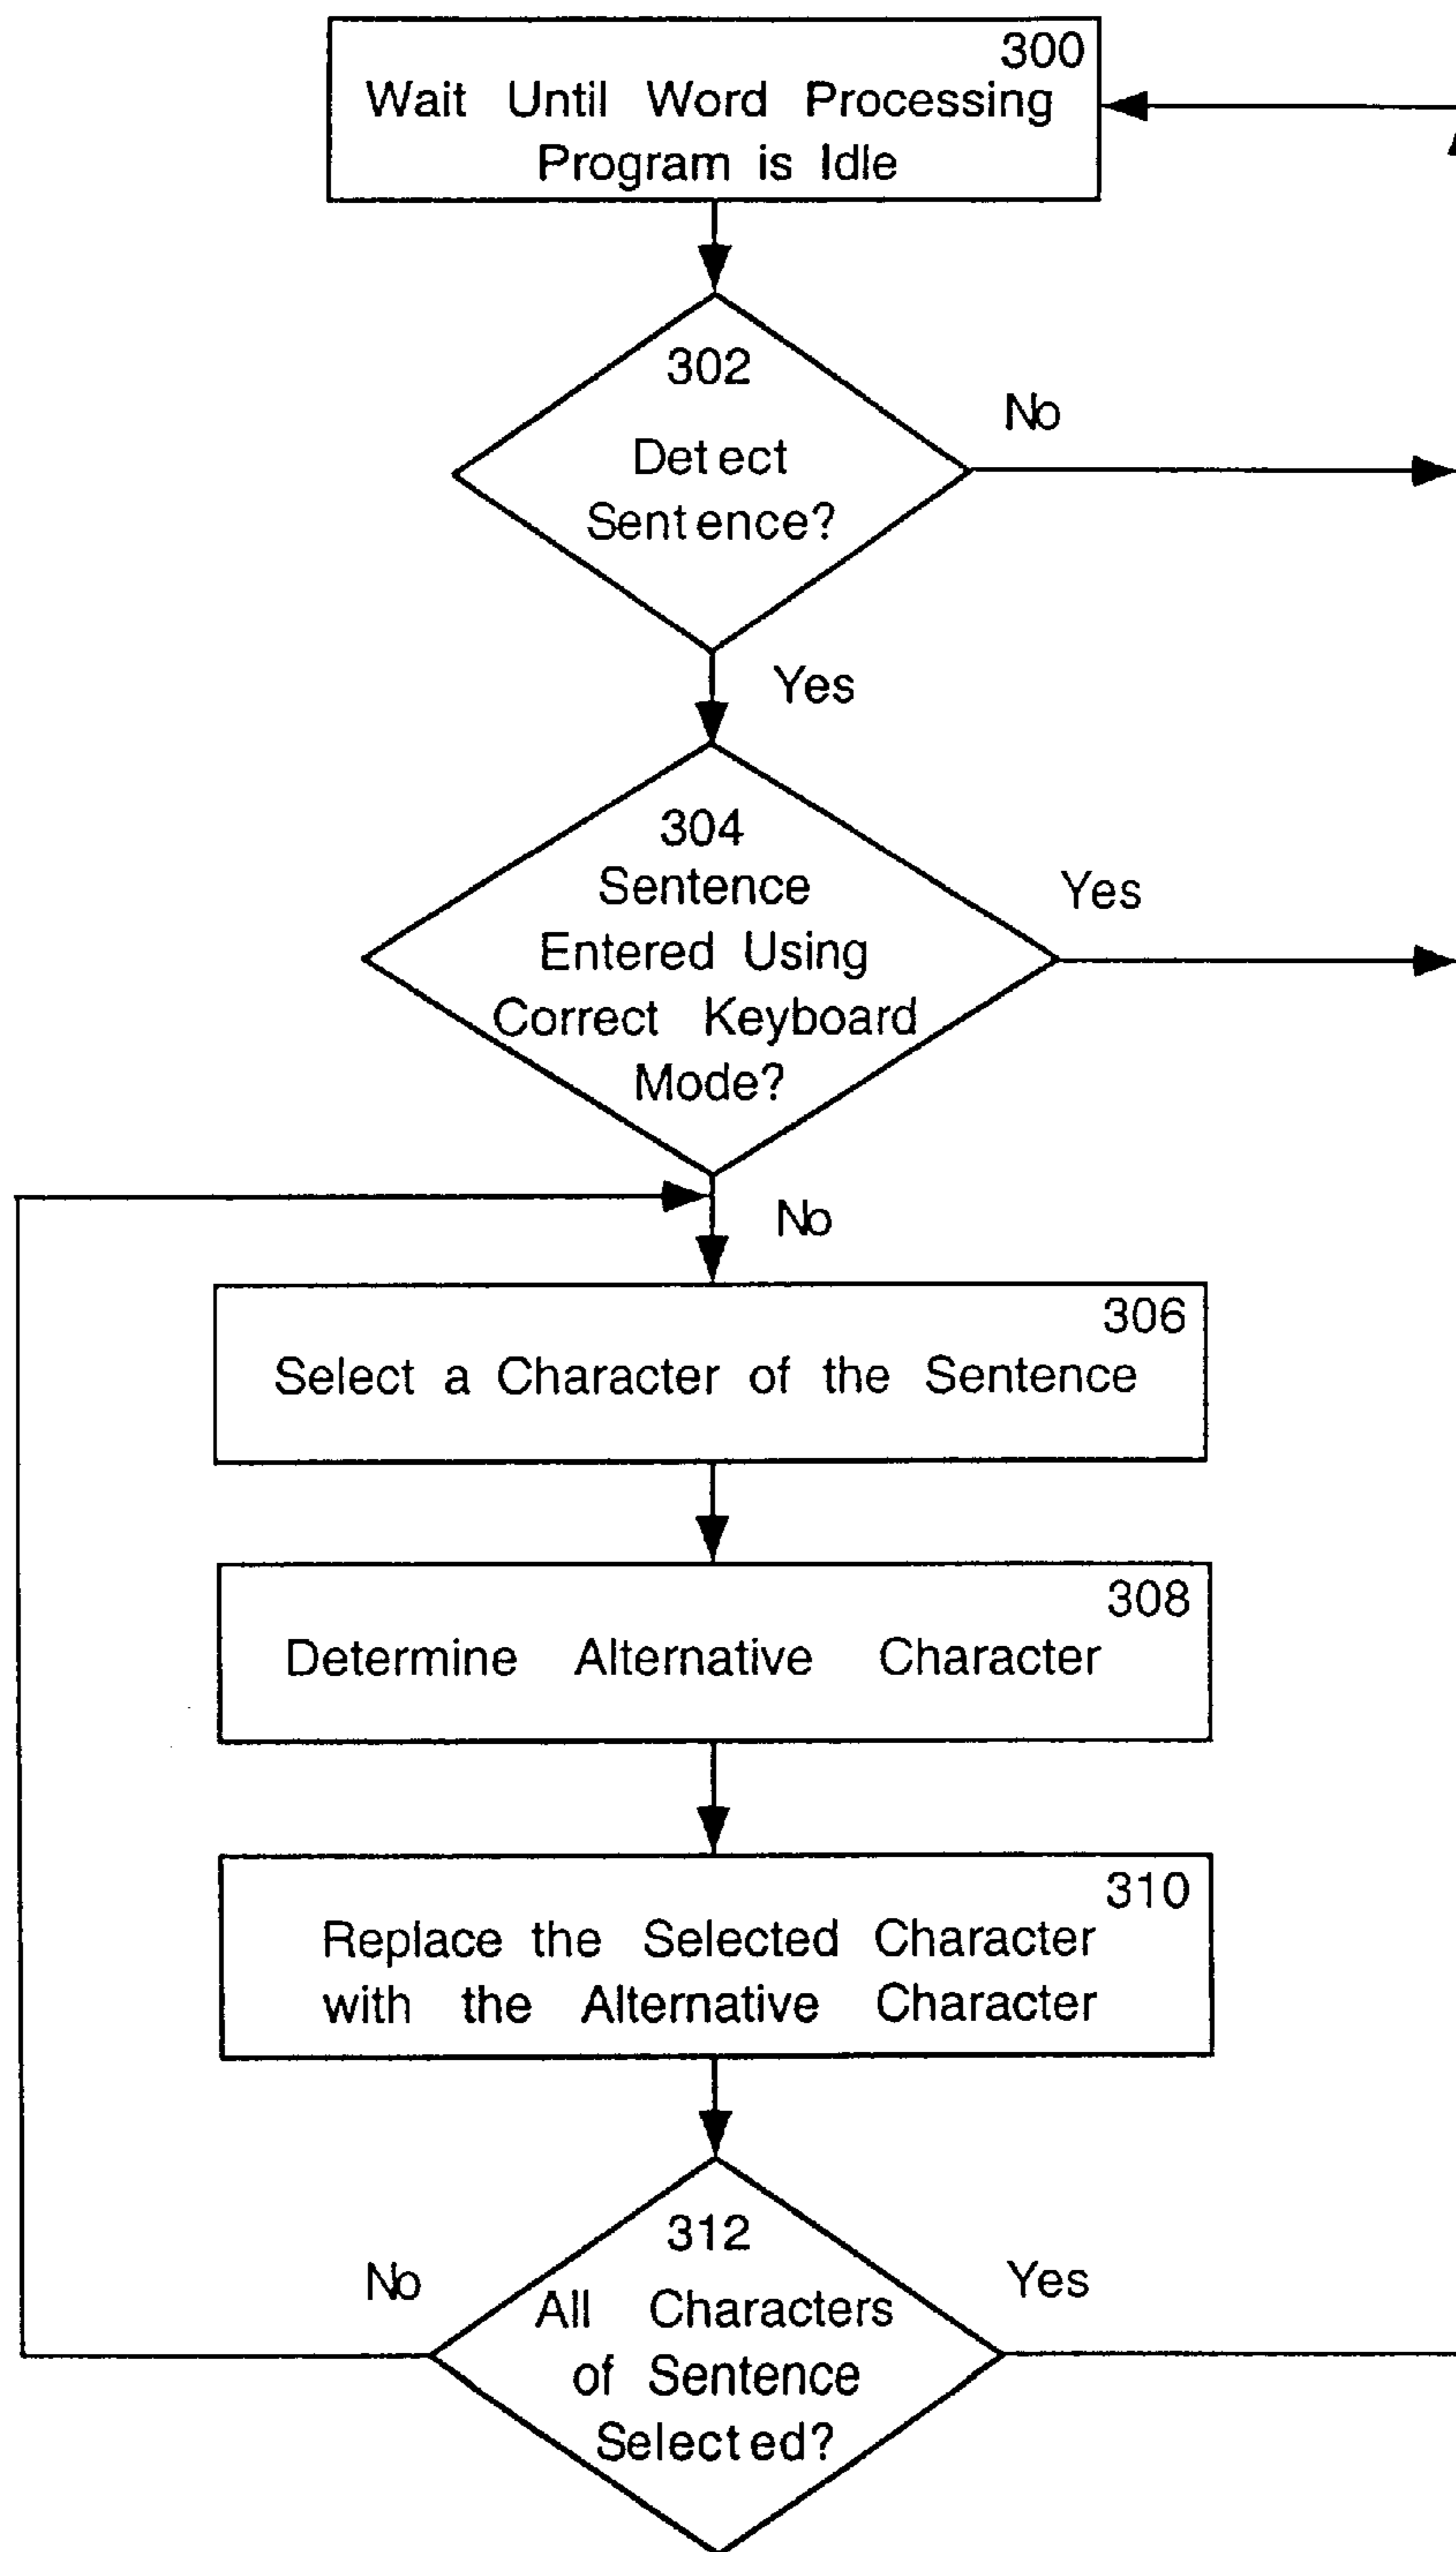 300
Wait Until Word Processing
Program is Idle
302
Detect
Sentence?
No
Yes
304
Sentence
Entered Using
Correct Keyboard
Mode?
Yes
No
306
Select a Character of the Sentence
308
Determine Alternative Character
310
Replace the Selected Character
with the Alternative Character
312
All Characters
of Sentence
Selected?
No
Yes